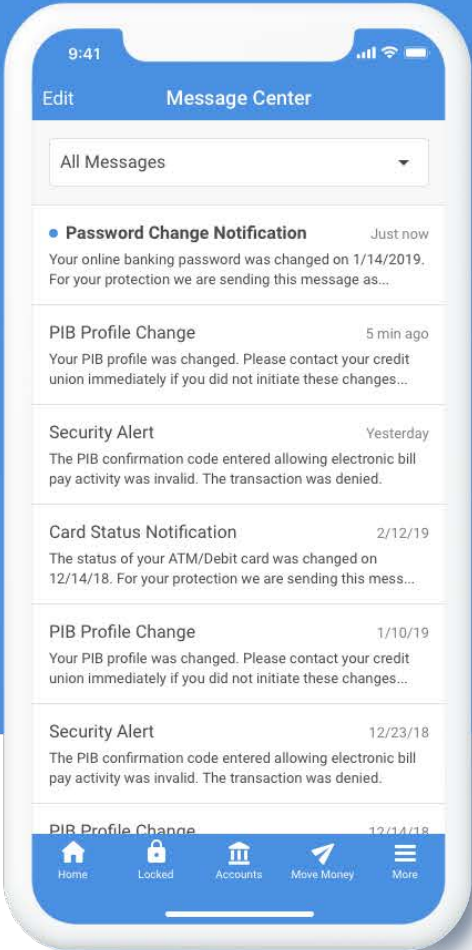 9:41
Edit Message Center
All Messages
Password Change Notification Just now
Your online banking password was changed on 1/14/2019.
For your protection we are sending this message as...
PIB Profile Change 5 min ago
Your PIB profile was changed. Please contact your credit
union immediately if you did not initiate these changes...
Security Alert Yesterday
The PIB confirmation code entered allowing electronic bill
pay activity was invalid. The transaction was denied.
Card Status Notification 2/12/19
The status of your ATM/Debit card was changed on
12/14/18. For your protection we are sending this mess...
PIB Profile Change 1/10/19
Your PIB profile was changed. Please contact your credit
union immediately if you did not initiate these changes...
Security Alert 12/23/18
The PIB confirmation code entered allowing electronic bill
pay activity was invalid. The transaction was denied.
PIB Profile Change 12/14/18
Home Locked Accounts Move Money More